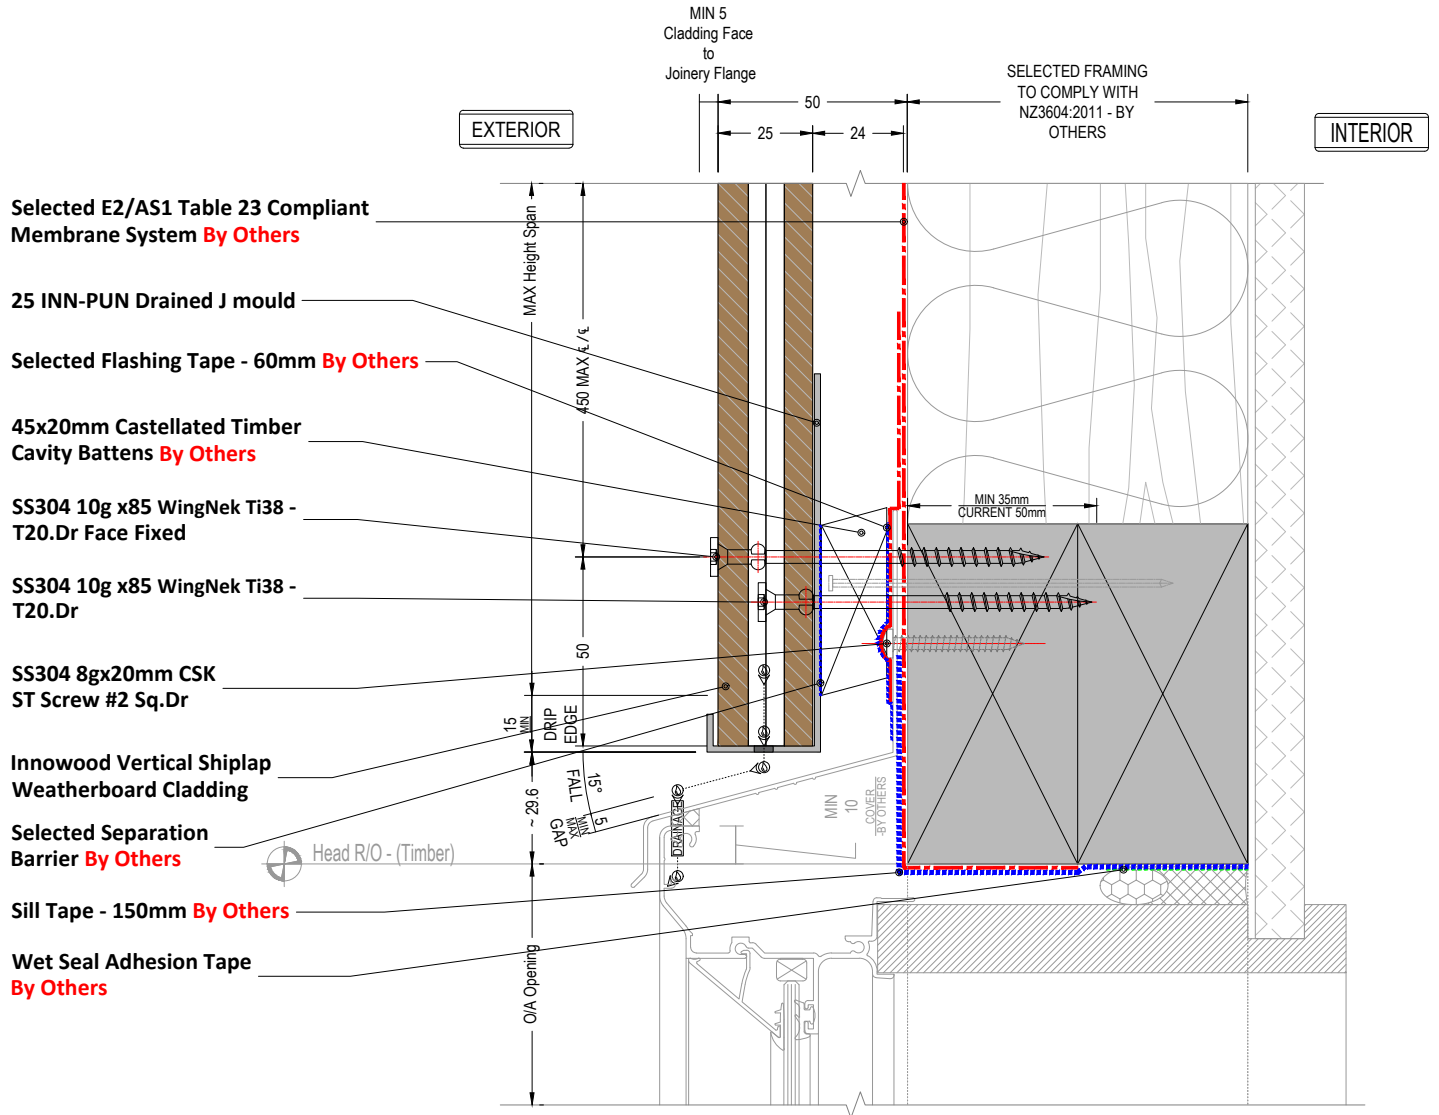 MIN 5
Cladding Face
to
Joinery Flange
50
25
24
SELECTED FRAMING
TO COMPLY WITH
NZ3604:2011 - BY
OTHERS
EXTERIOR
INTERIOR
Selected E2/AS1 Table 23 Compliant
Membrane System By Others
25 INN-PUN Drained J mould
Selected Flashing Tape - 60mm By Others
45x20mm Castellated Timber
Cavity Battens By Others
SS304 10g x85 WingNek Ti38 -
T20.Dr Face Fixed
SS304 10g x85 WingNek Ti38 -
T20.Dr
SS304 8gx20mm CSK
ST Screw #2 Sq.Dr
Innowood Vertical Shiplap
Weatherboard Cladding
Selected Separation
Barrier By Others
Head R/O - (Timber)
Sill Tape - 150mm By Others
Wet Seal Adhesion Tape
By Others
MAX Height Span
450 MAX ℄/℄
50
15
MIN
DRIP
EDGE
~ 29.6
15°
FALL
5
MIN
MAX
GAP
DRAINAGE
O/A Opening
MIN 35mm
CURRENT 50mm
MIN
10
COVER
-BY OTHERS